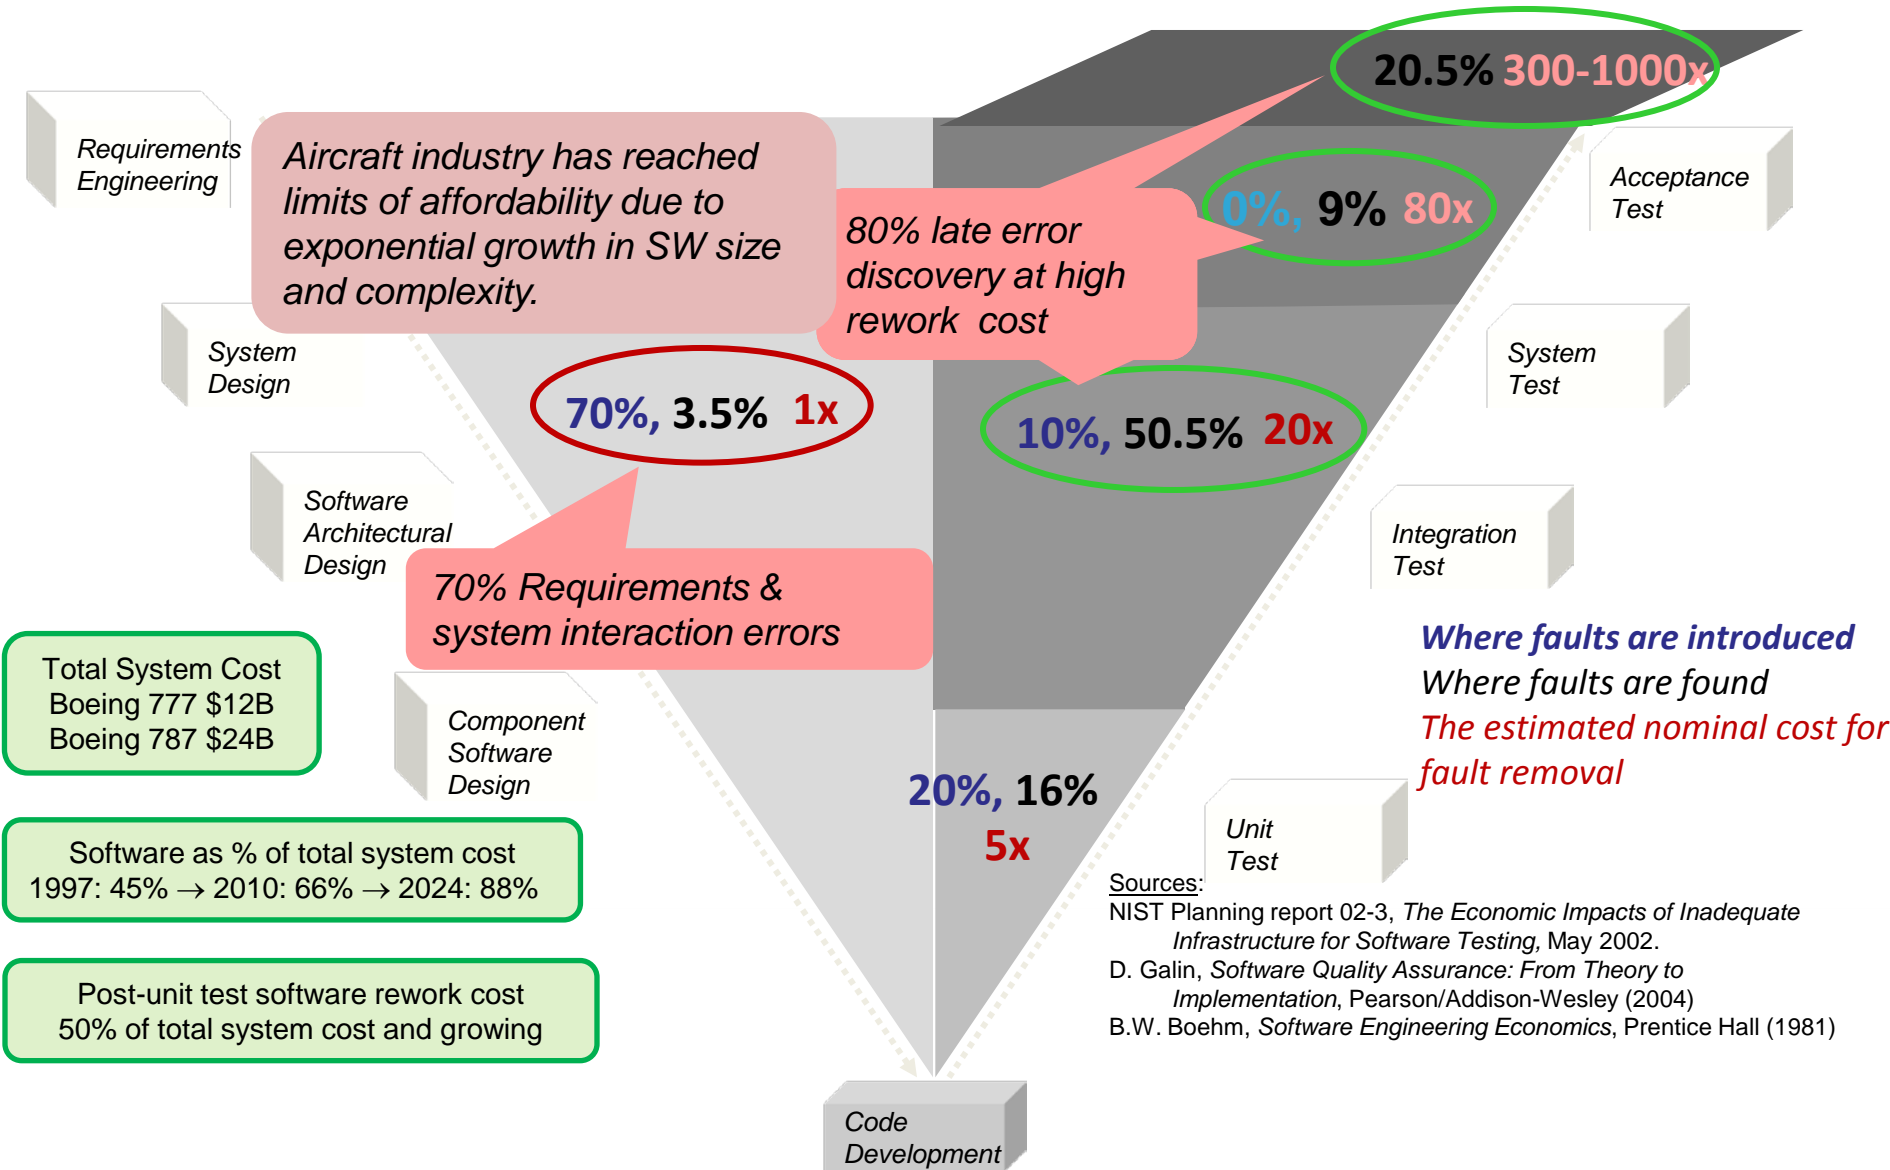 20.5% 300-1000x
Requirements
Engineering
Aircraft industry has reached
limits of affordability due to
exponential growth in SW size
and complexity.
80% late error
discovery at high
rework cost
0%, 9% 80x
Acceptance
Test
System
Design
70%, 3.5% 1x
10%, 50.5% 20x
System
Test
Software
Architectural
Design
70% Requirements &
system interaction errors
Integration
Test
Where faults are introduced
Where faults are found
The estimated nominal cost for
fault removal
Total System Cost
Boeing 777 $12B
Boeing 787 $24B
Component
Software
Design
20%, 16%
5x
Unit
Test
Software as % of total system cost
1997: 45% → 2010: 66% → 2024: 88%
Post-unit test software rework cost
50% of total system cost and growing
Sources:
NIST Planning report 02-3, The Economic Impacts of Inadequate
Infrastructure for Software Testing, May 2002.
D. Galin, Software Quality Assurance: From Theory to
Implementation, Pearson/Addison-Wesley (2004)
B.W. Boehm, Software Engineering Economics, Prentice Hall (1981)
Code
Development